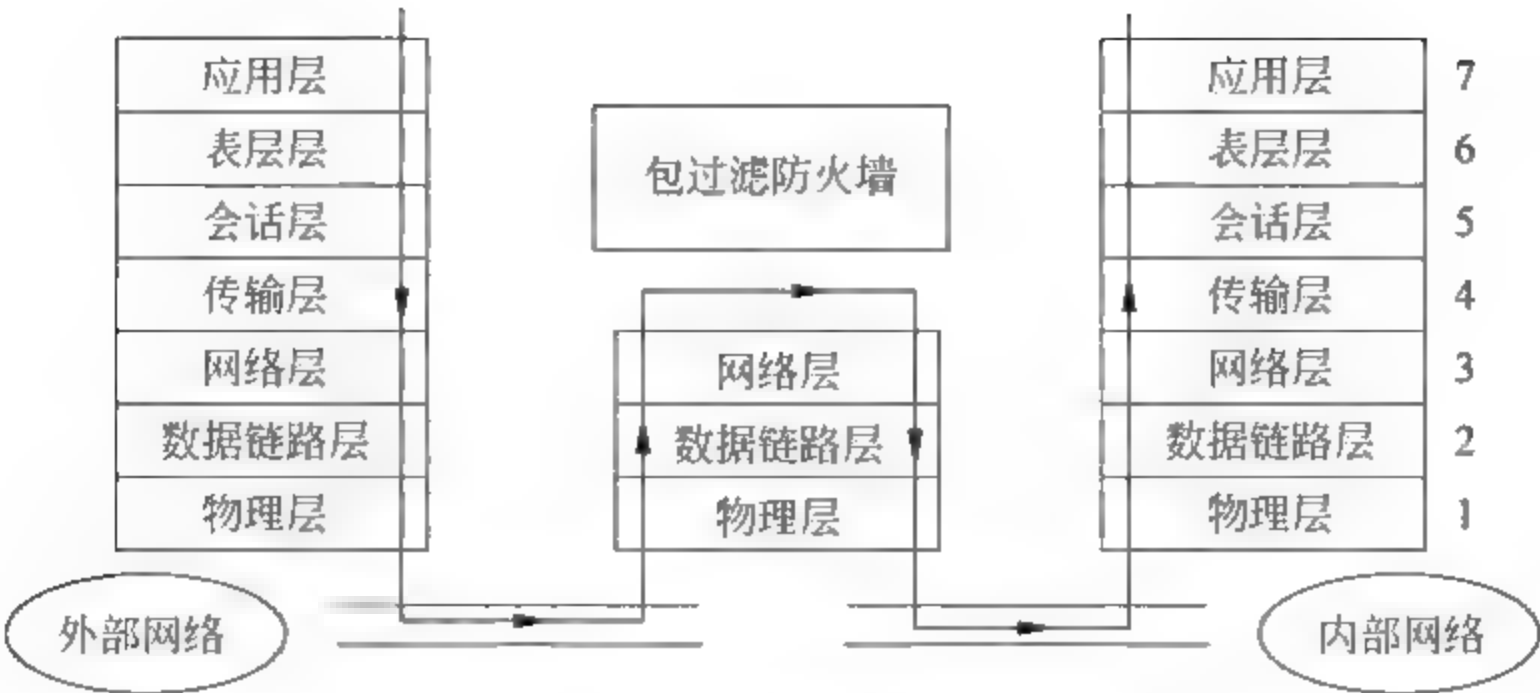 应用层
表层层
会话层
传输层
网络层
数据链路层
物理层
外部网络
包过滤防火墙
网络层
数据链路层
物理层
应用层 7
表层层 6
会话层 5
传输层 4
网络层 3
数据链路层 2
物理层 1
内部网络